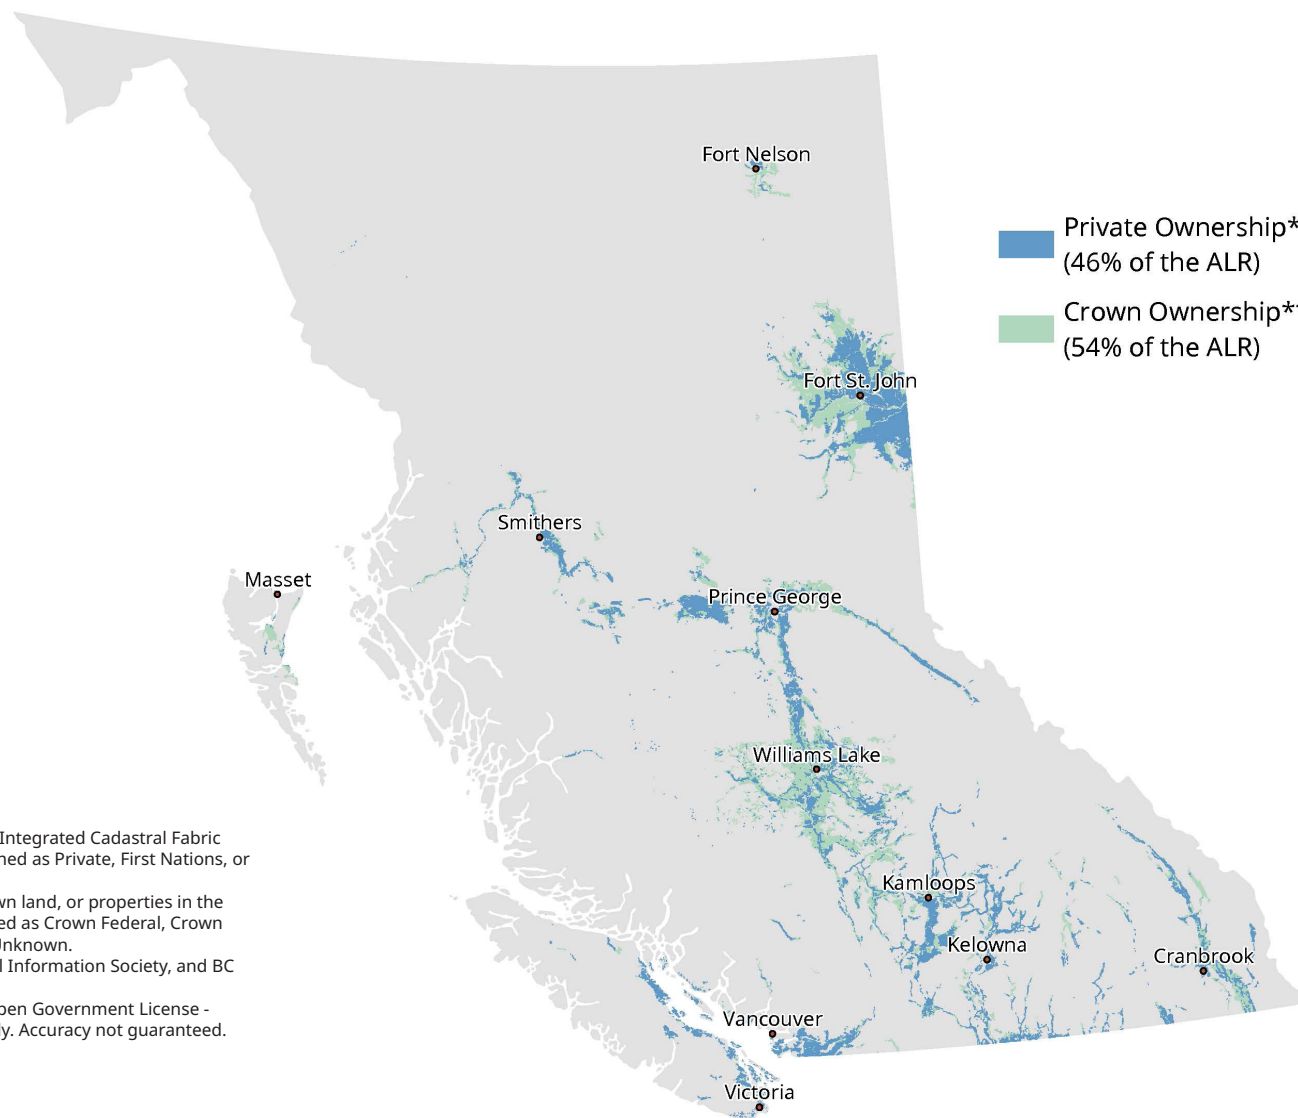 Fort Nelson
Private Ownership*
(46% of the ALR)
Crown Ownership**
(54% of the ALR)
Fort St. John
Smithers
Masset
Prince George
Williams Lake
Integrated Cadastral Fabric
ned as Private, First Nations, or
wn land, or properties in the
ed as Crown Federal, Crown
Unknown.
l Information Society, and BC
pen Government License -
y. Accuracy not guaranteed.
Kamloops
Kelowna
Cranbrook
Vancouver
Victoria